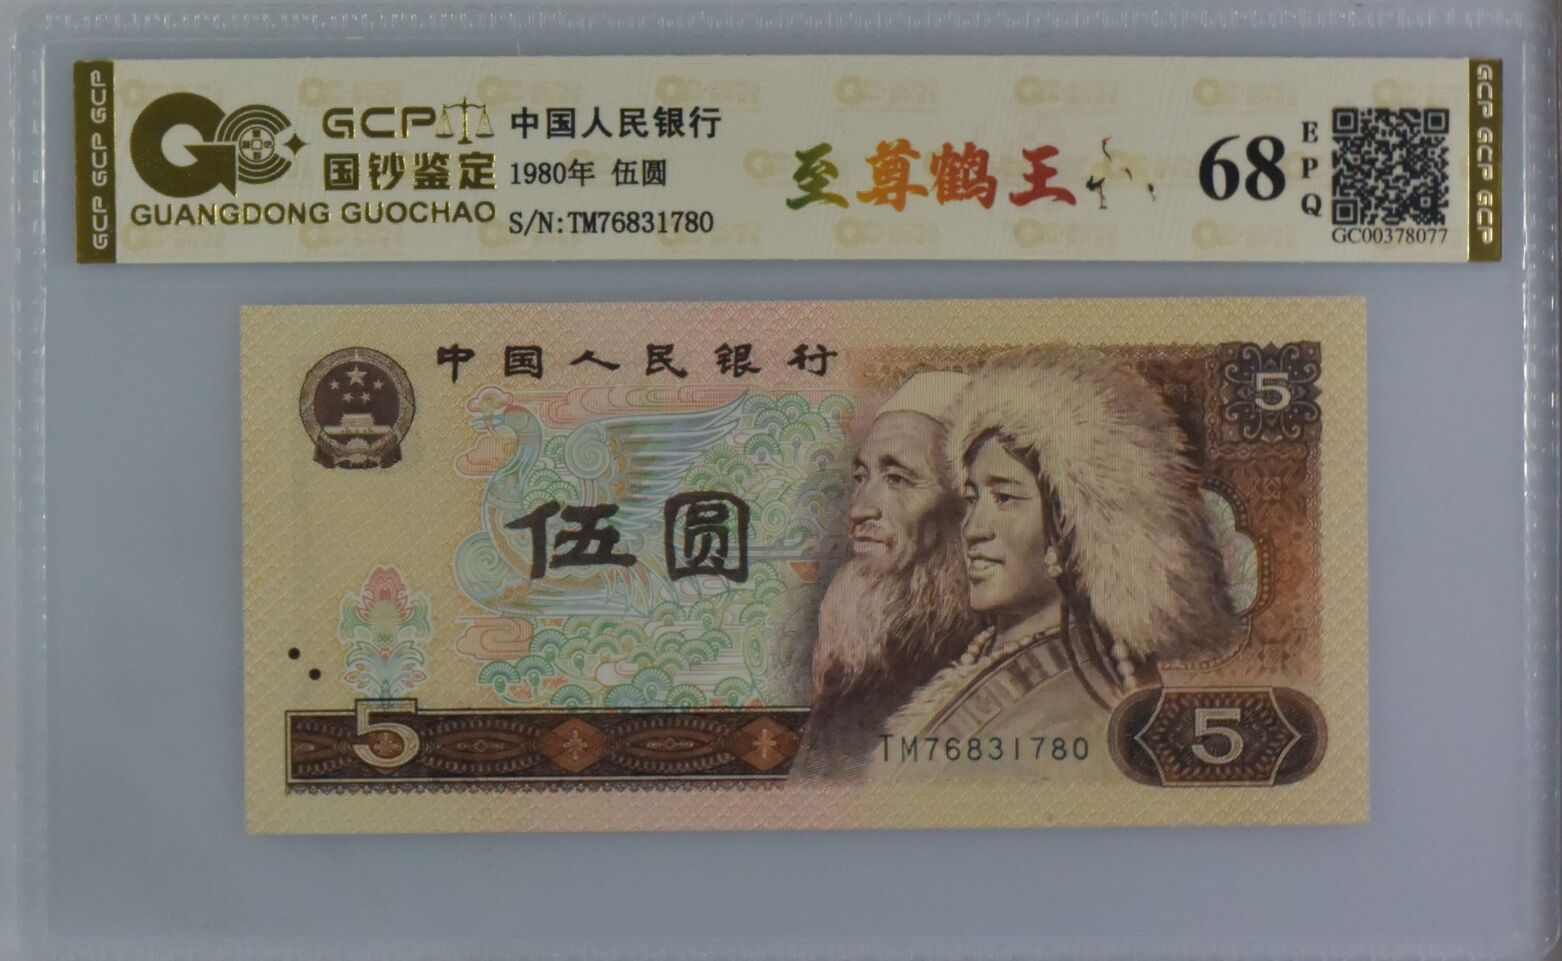 GCP GCP GCP
GCP
国钞鉴定
GUANGDONG GUOCHAO
中国人民银行
1980年 伍圆
S/N:TM76831780
至尊鹤王
68
EPQ
GC00378077
GCP GCP GCP
中国人民银行
5
伍圆
5
TM76831780
5